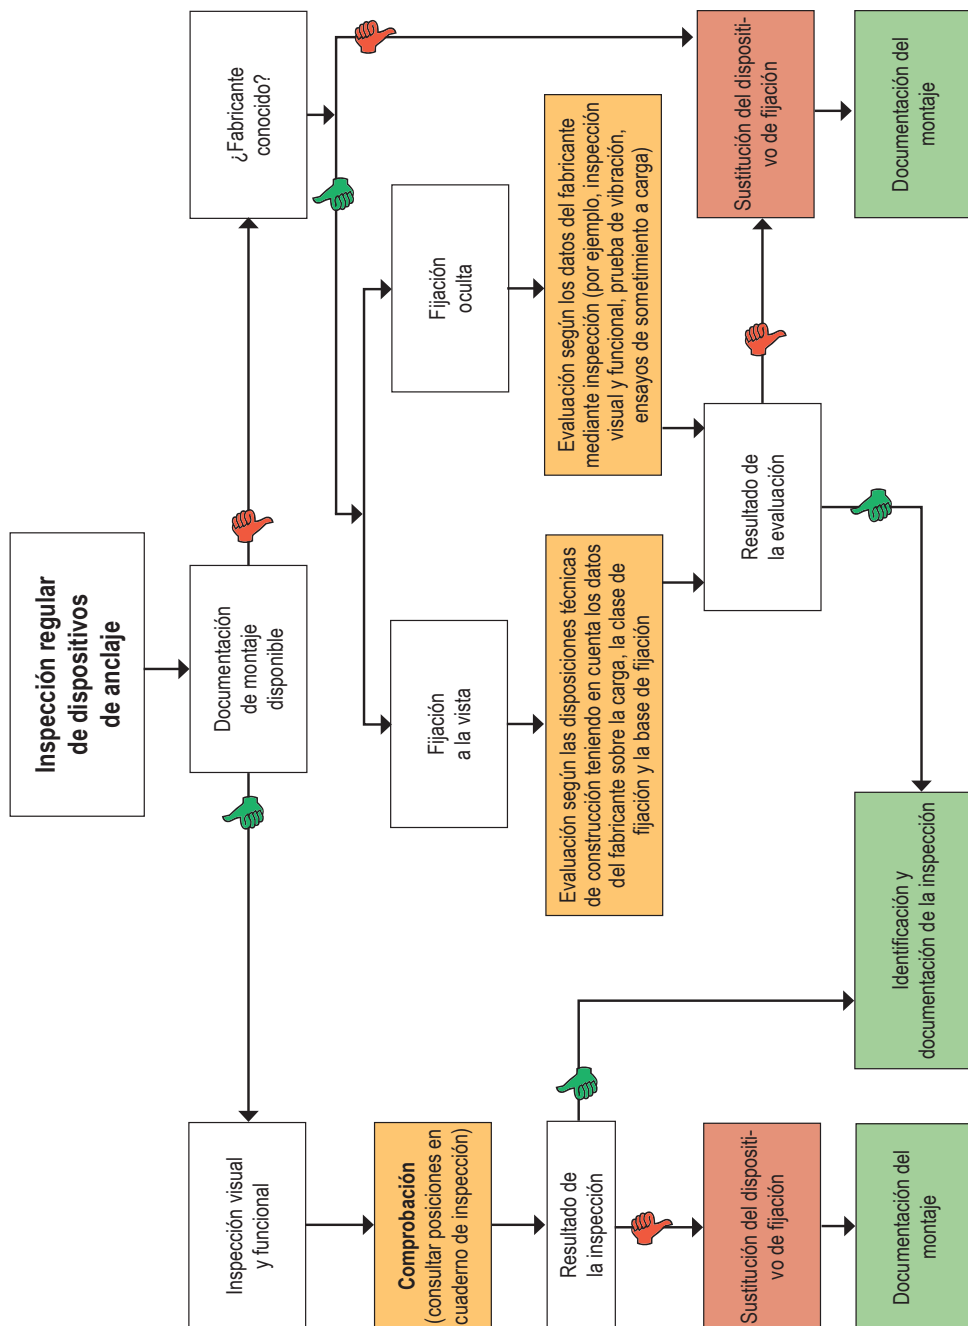 Inspección regular
de dispositivos
de anclaje
Documentación
de montaje
disponible
¿Fabricante
conocido?
Inspección visual
y funcional
Fijación
a la vista
Fijación
oculta
Comprobación
(consultar posiciones en
cuaderno de inspección)
Evaluación según las disposiciones técnicas
de construcción teniendo en cuenta los datos
del fabricante sobre la carga, la clase de
fijación y la base de fijación
Evaluación según los datos del fabricante
mediante inspección (por ejemplo, inspección
visual y funcional, prueba de vibración,
ensayos de sometimiento a carga)
Resultado de
la inspección
Resultado de
la evaluación
Sustitución del dispositi-
vo de fijación
Sustitución del dispositi-
vo de fijación
Documentación del
montaje
Identificación y
documentación de la inspección
Documentación del
montaje